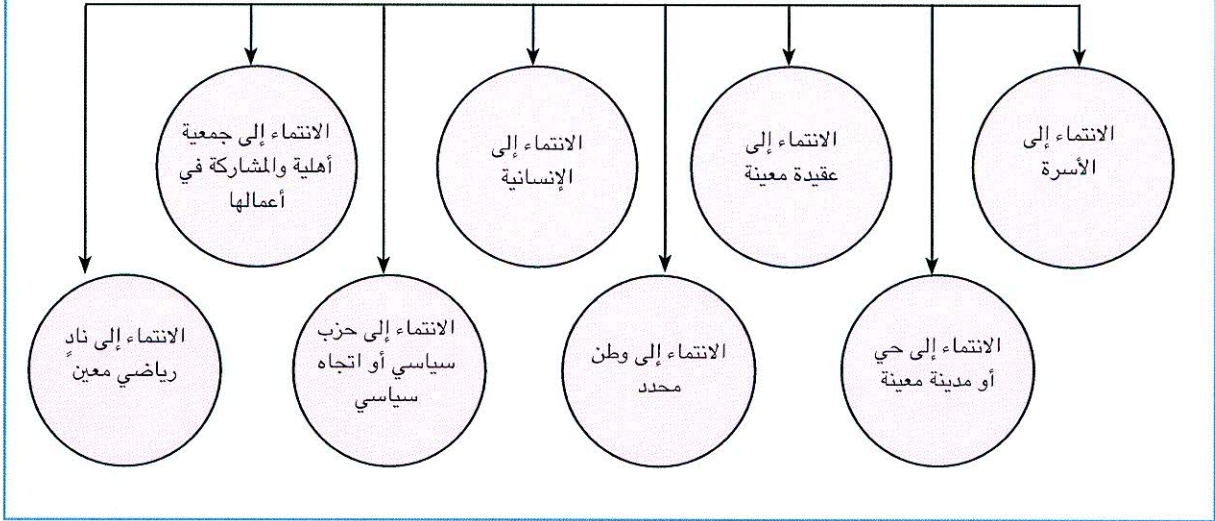 الانتماء إلى
الأسرة
الانتماء إلى
عقيدة معينة
الانتماء إلى
الإنسانية
الانتماء إلى جمعية
أهلية والمشاركة في
أعمالها
الانتماء إلى حي
أو مدينة معينة
الانتماء إلى وطن
محدد
الانتماء إلى حزب
سياسي أو اتجاه
سياسي
الانتماء إلى نادٍ
رياضي معين